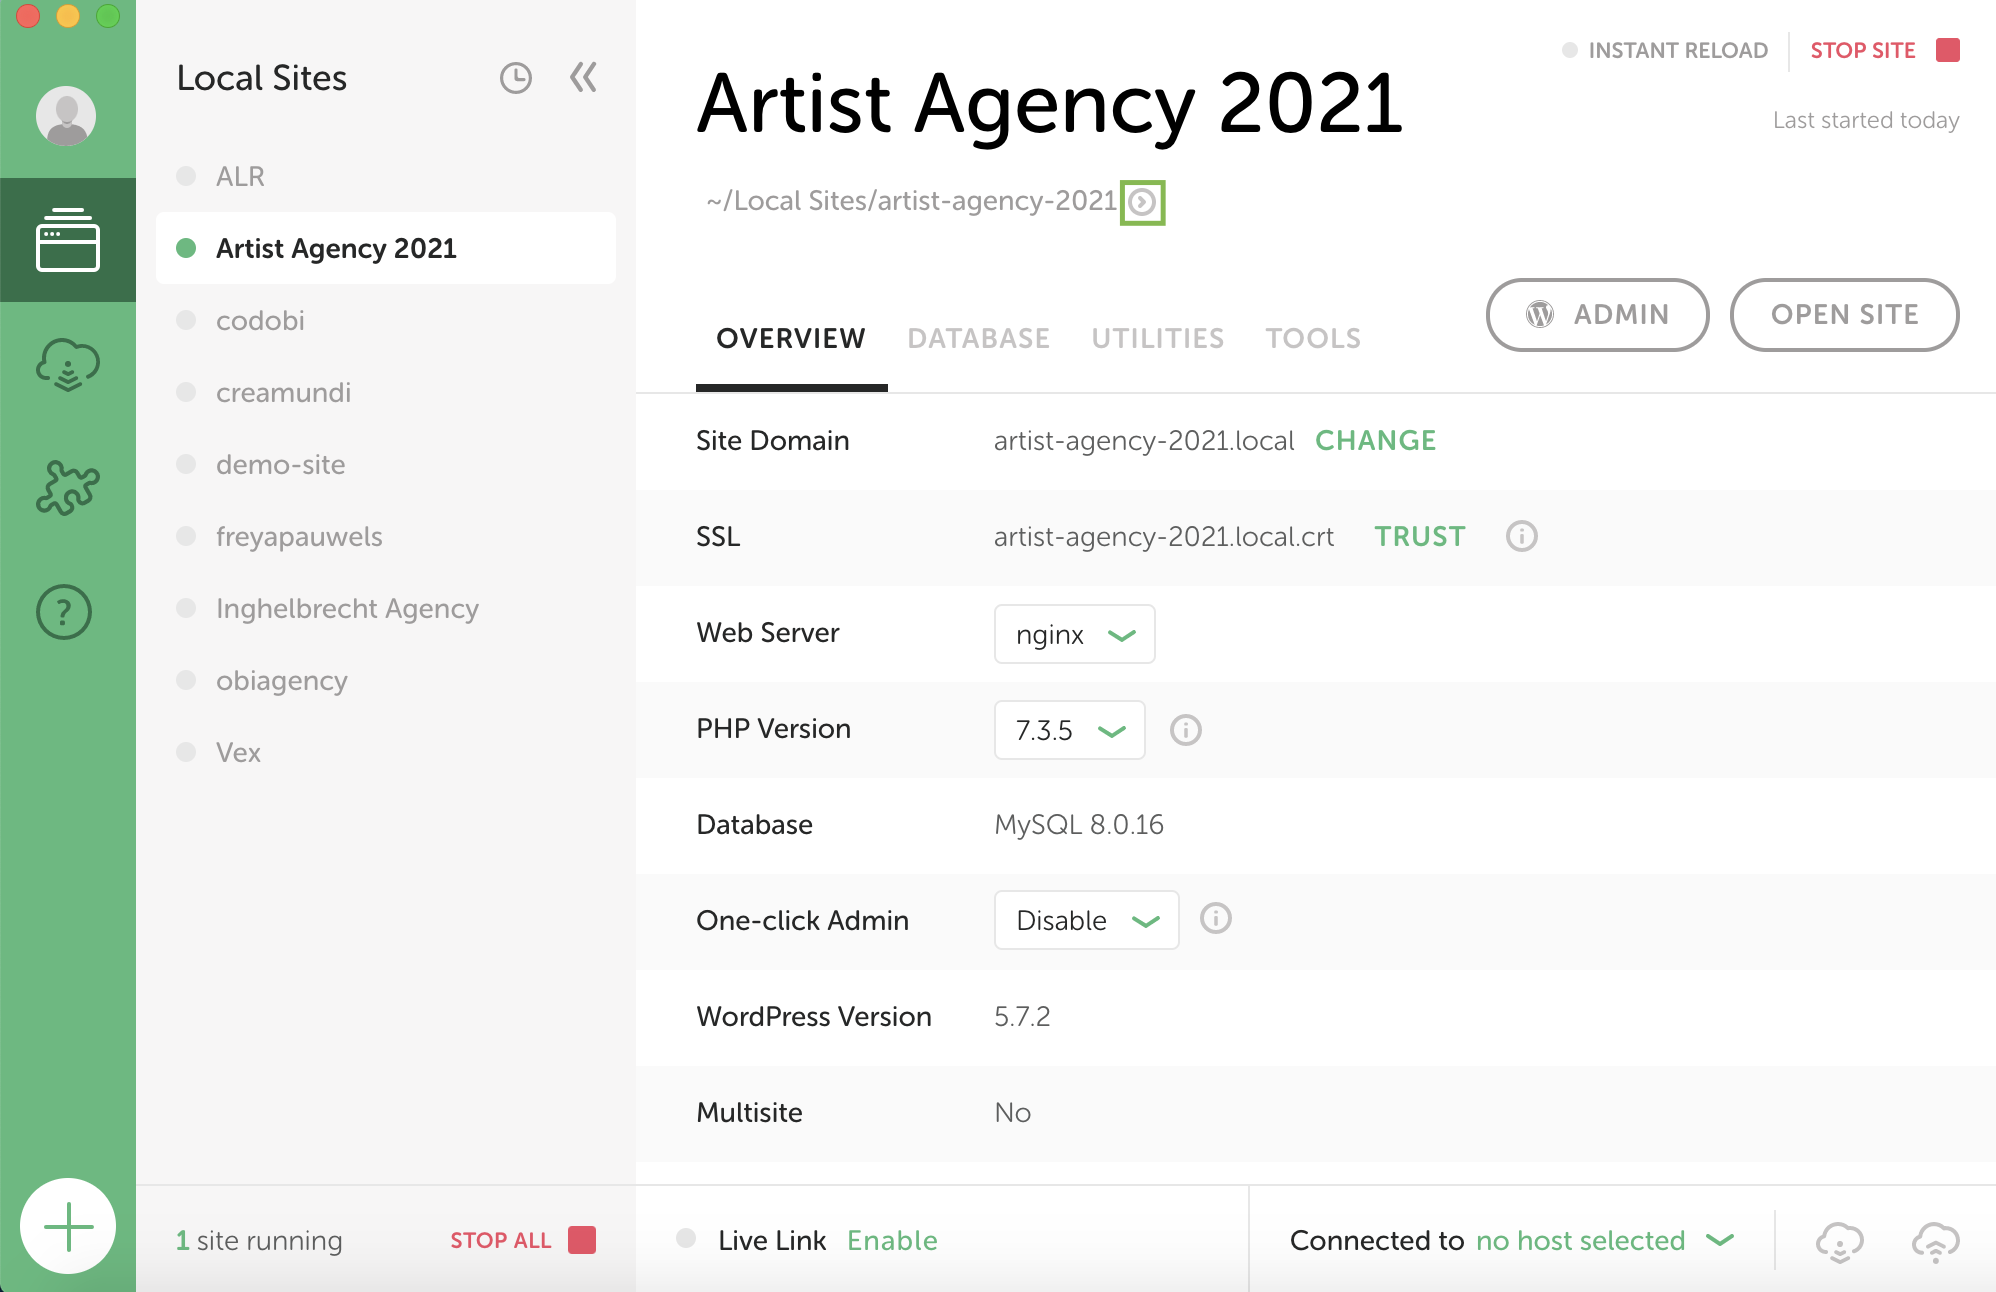 Local Sites
ALR
Artist Agency 2021
codobi
creamundi
demo-site
freyapauwels
Inghelbrecht Agency
obiagency
Vex
1 site running
STOP ALL
INSTANT RELOAD
STOP SITE
Artist Agency 2021
Last started today
~/Local Sites/artist-agency-2021
ADMIN
OPEN SITE
OVERVIEW
DATABASE
UTILITIES
TOOLS
Site Domain
artist-agency-2021.local
CHANGE
SSL
artist-agency-2021.local.crt
TRUST
Web Server
nginx
PHP Version
7.3.5
Database
MySQL 8.0.16
One-click Admin
Disable
WordPress Version
5.7.2
Multisite
No
Live Link
Enable
Connected to
no host selected